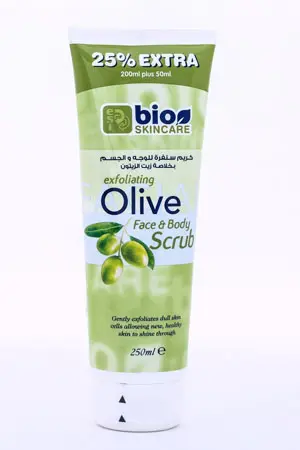 25% EXTRA
200ml plus 50ml
bio
SKINCARE
كريم سنفرة للوجه و الجسم
بخلاصة زيت الزيتون
exfoliating
Olive
Face & Body
Scrub
Gently exfoliates dull skin
cells allowing new, healthy
skin to shine through
250ml e